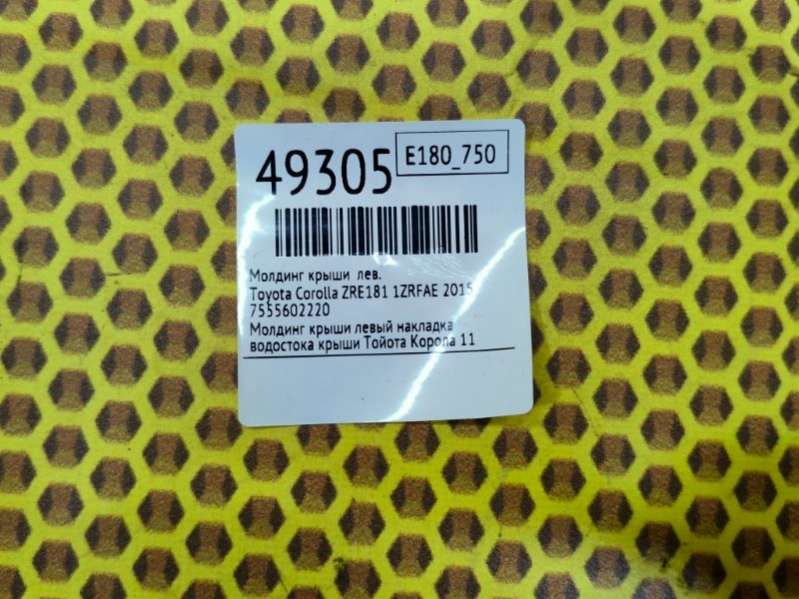 49305
E180_750
Молдинг крыши лев.
Toyota Corolla ZRE181 1ZRFAE 2015
7555602220
Молдинг крыши левый накладка
водостока крыши Тойота Корола 11